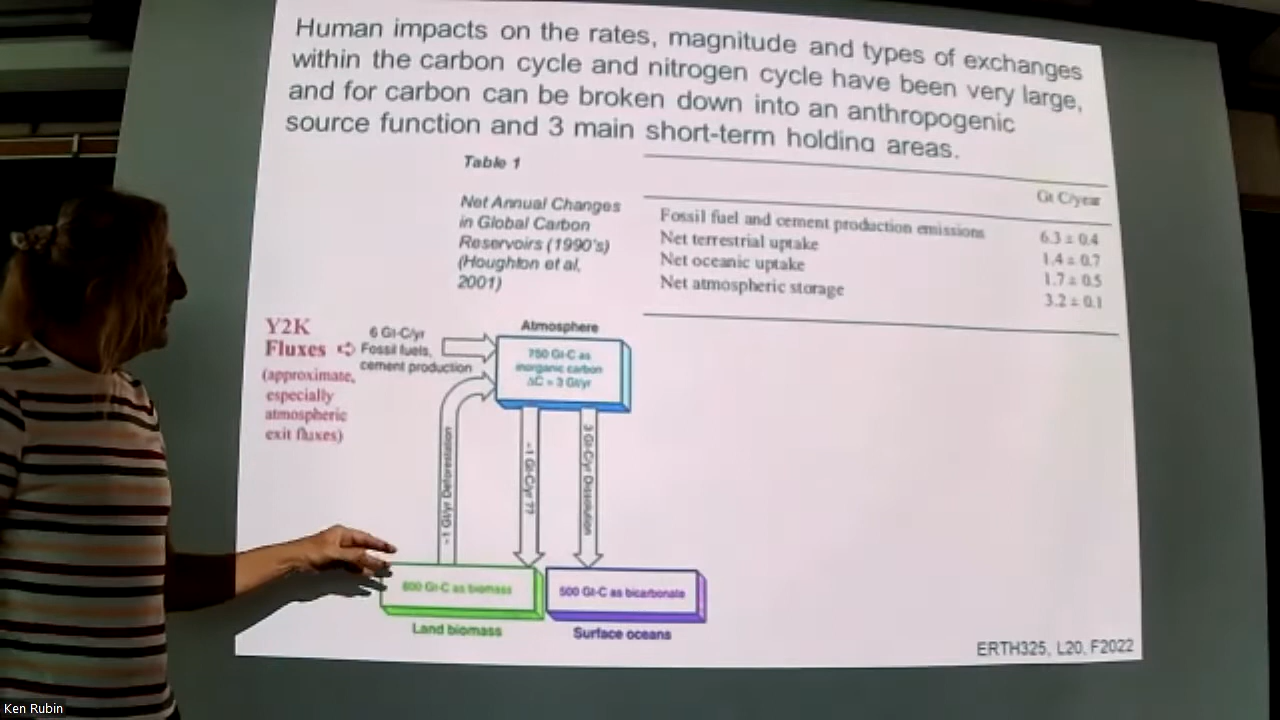 Human impacts on the rates, magnitude and types of exchanges
within the carbon cycle and nitrogen cycle have been very large,
and for carbon can be broken down into an anthropogenic
source function and 3 main short-term holding areas.
Table 1
Net Annual Changes
in Global Carbon
Reservoirs (1990's)
(Houghton et al,
2001)
Gt C/year
Fossil fuel and cement production emissions 6.3 ± 0.4
Net terrestrial uptake 1.4 ± 0.7
Net oceanic uptake 1.7 ± 0.5
Net atmospheric storage 3.2 ± 0.1
Y2K
Fluxes
(approximate,
especially
atmospheric
exit fluxes)
6 Gt-C/yr
Fossil fuels,
cement production
Atmosphere
750 Gt-C as
inorganic carbon
ΔC = 3 Gt/yr
~1 Gt/yr Deforestation
~1 Gt-C/yr ??
3 Gt-C/yr Dissolution
600 Gt-C as biomass
Land biomass
500 Gt-C as bicarbonate
Surface oceans
ERTH325, L20, F2022
Ken Rubin